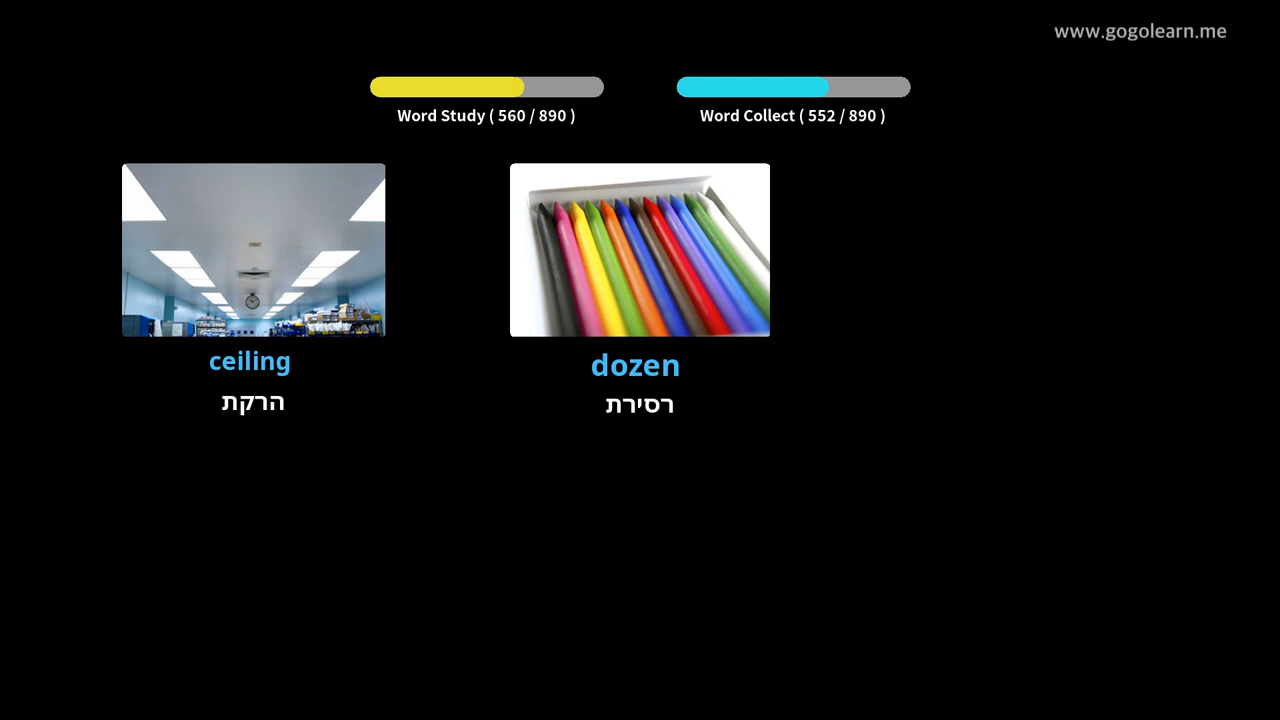 www.gogolearn.me
Word Study ( 560 / 890 )
Word Collect ( 552 / 890 )
ceiling
הרקת
dozen
רסירת